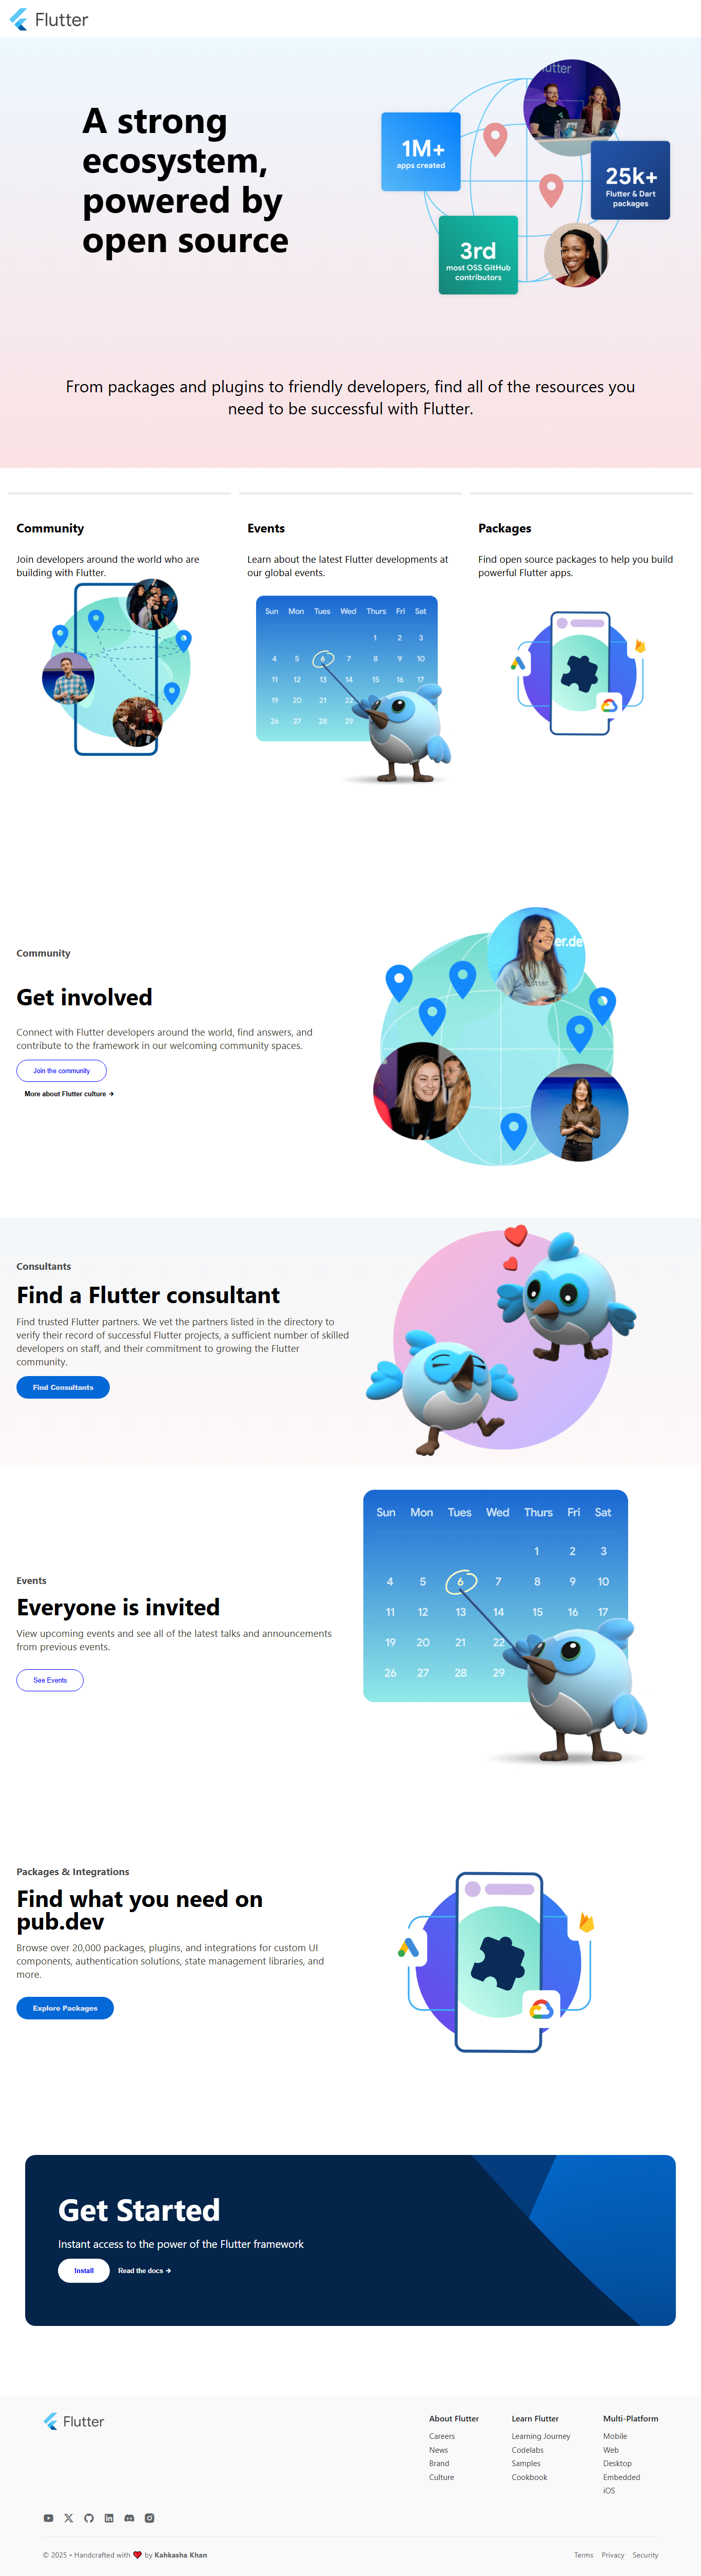 Flutter
A strong
ecosystem,
powered by
open source
1M+
apps created
25k+
Flutter & Dart
packages
3rd
most OSS GitHub
contributors
From packages and plugins to friendly developers, find all of the resources you
need to be successful with Flutter.
Community
Join developers around the world who are
building with Flutter.
Events
Learn about the latest Flutter developments at
our global events.
Sun Mon Tues Wed Thurs Fri Sat
1 2 3
4 5 6 7 8 9 10
11 12 13 14 15 16 17
19 20 21 22
26 27 28 29
Packages
Find open source packages to help you build
powerful Flutter apps.
Community
Get involved
Connect with Flutter developers around the world, find answers, and
contribute to the framework in our welcoming community spaces.
Join the community
More about Flutter culture →
er.de
Consultants
Find a Flutter consultant
Find trusted Flutter partners. We vet the partners listed in the directory to
verify their record of successful Flutter projects, a sufficient number of skilled
developers on staff, and their commitment to growing the Flutter
community.
Find Consultants
Events
Everyone is invited
View upcoming events and see all of the latest talks and announcements
from previous events.
See Events
Sun Mon Tues Wed Thurs Fri Sat
1 2 3
4 5 6 7 8 9 10
11 12 13 14 15 16 17
19 20 21 22
26 27 28 29
Packages & Integrations
Find what you need on
pub.dev
Browse over 20,000 packages, plugins, and integrations for custom UI
components, authentication solutions, state management libraries, and
more.
Explore Packages
Get Started
Instant access to the power of the Flutter framework
Install
Read the docs →
Flutter
About Flutter
Careers
News
Brand
Culture
Learn Flutter
Learning Journey
Codelabs
Samples
Cookbook
Multi-Platform
Mobile
Web
Desktop
Embedded
iOS
© 2025 • Handcrafted with ❤️ by Kahkasha Khan
Terms Privacy Security